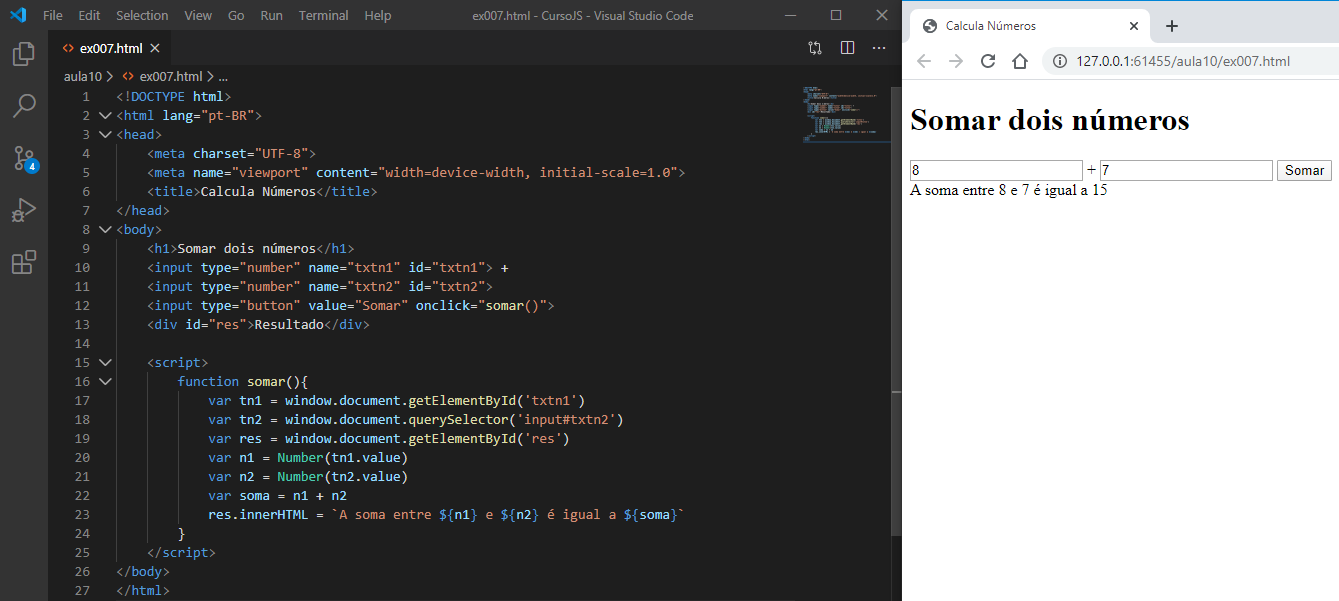 File Edit Selection View Go Run Terminal Help ex007.html - CursoJS - Visual Studio Code
ex007.html
aula10 > ex007.html > ...
4
1 <!DOCTYPE html>
2 <html lang="pt-BR">
3 <head>
4 <meta charset="UTF-8">
5 <meta name="viewport" content="width=device-width, initial-scale=1.0">
6 <title>Calcula Números</title>
7 </head>
8 <body>
9 <h1>Somar dois números</h1>
10 <input type="number" name="txtn1" id="txtn1"> +
11 <input type="number" name="txtn2" id="txtn2">
12 <input type="button" value="Somar" onclick="somar()">
13 <div id="res">Resultado</div>
14
15 <script>
16 function somar(){
17 var tn1 = window.document.getElementById('txtn1')
18 var tn2 = window.document.querySelector('input#txtn2')
19 var res = window.document.getElementById('res')
20 var n1 = Number(tn1.value)
21 var n2 = Number(tn2.value)
22 var soma = n1 + n2
23 res.innerHTML = `A soma entre ${n1} e ${n2} é igual a ${soma}`
24 }
25 </script>
26 </body>
27 </html>
Calcula Números
127.0.0.1:61455/aula10/ex007.html
Somar dois números
8 + 7 Somar
A soma entre 8 e 7 é igual a 15